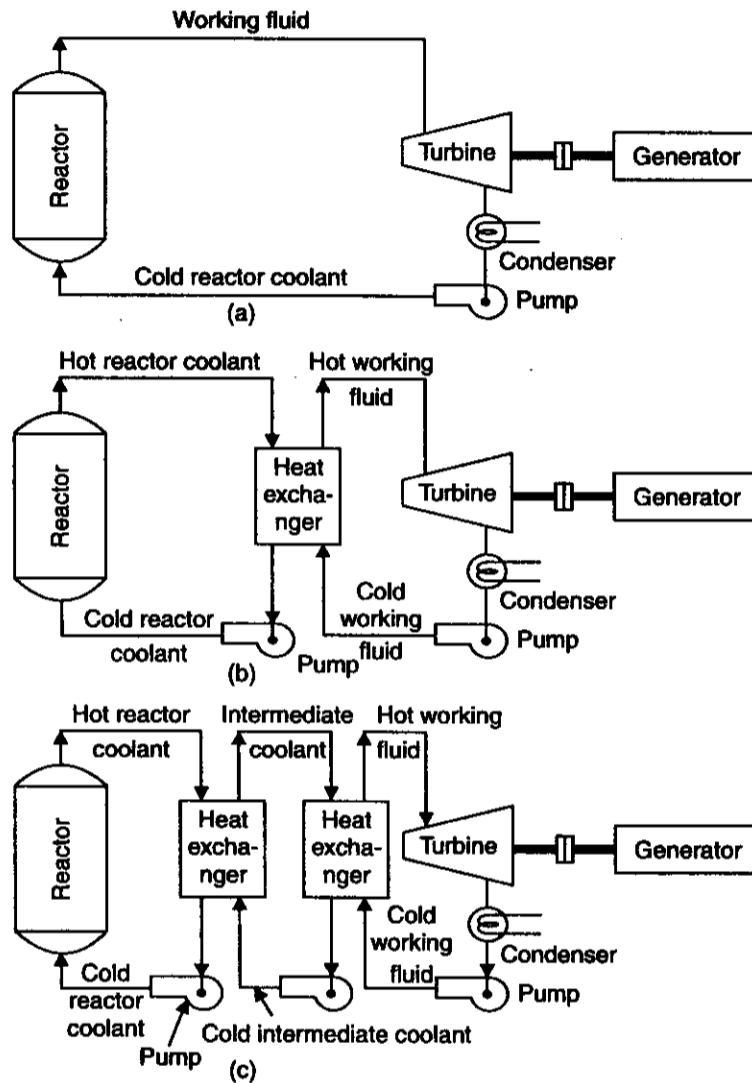 Working fluid
Reactor
Turbine
Generator
Condenser
Cold reactor coolant
Pump
(a)
Hot reactor coolant
Hot working
fluid
Reactor
Heat
excha-
nger
Turbine
Generator
Condenser
Cold reactor
coolant
Cold
working
fluid
Pump
Pump
(b)
Hot reactor
coolant
Intermediate
coolant
Hot working
fluid
Reactor
Heat
excha-
nger
Heat
excha-
nger
Turbine
Generator
Cold
working
fluid
Condenser
Cold
reactor
coolant
Pump
Cold intermediate coolant
Pump
(c)